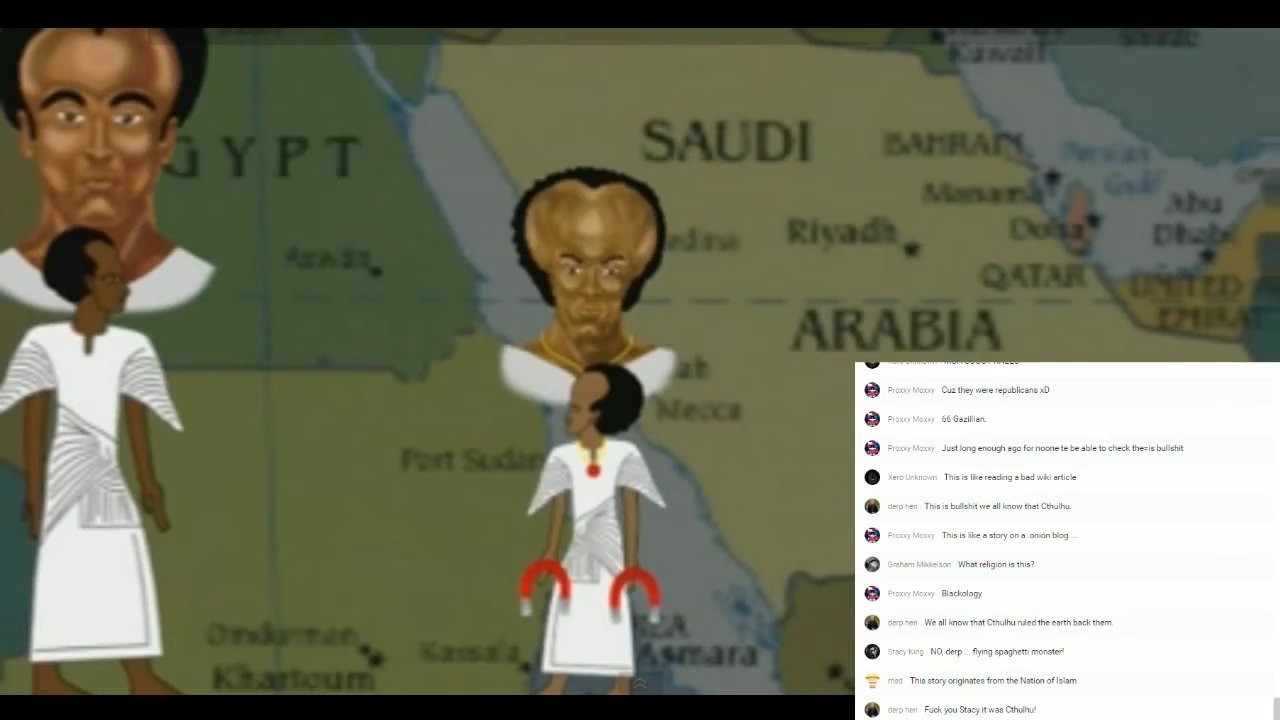 Kuwait
GYPT
SAUDI
BAHRAIN
Persian
Gulf
Manama
Aswan
Riyadh
Doha
Abu
Dhabi
QATAR
UNITED
ARABIA
Mecca
Port Sudan
Omdurman
Kassala
Asmara
Khartoum
Proxxy Moxxy Cuz they were republicans xD
Proxxy Moxxy 66 Gazillian.
Proxxy Moxxy Just long enough ago for noone te be able to check the=is bullshit
Xero Unknown This is like reading a bad wiki article
derp hen This is bullshit we all know that Cthulhu.
Proxxy Moxxy This is like a story on a .onion blog....
Graham Mikkelson What religion is this?
Proxxy Moxxy Blackology
derp hen We all know that Cthulhu ruled the earth back them.
Stacy King NO, derp ... flying spaghetti monster!
mad This story originates from the Nation of Islam
derp hen Fuck you Stacy it was Cthulhu!